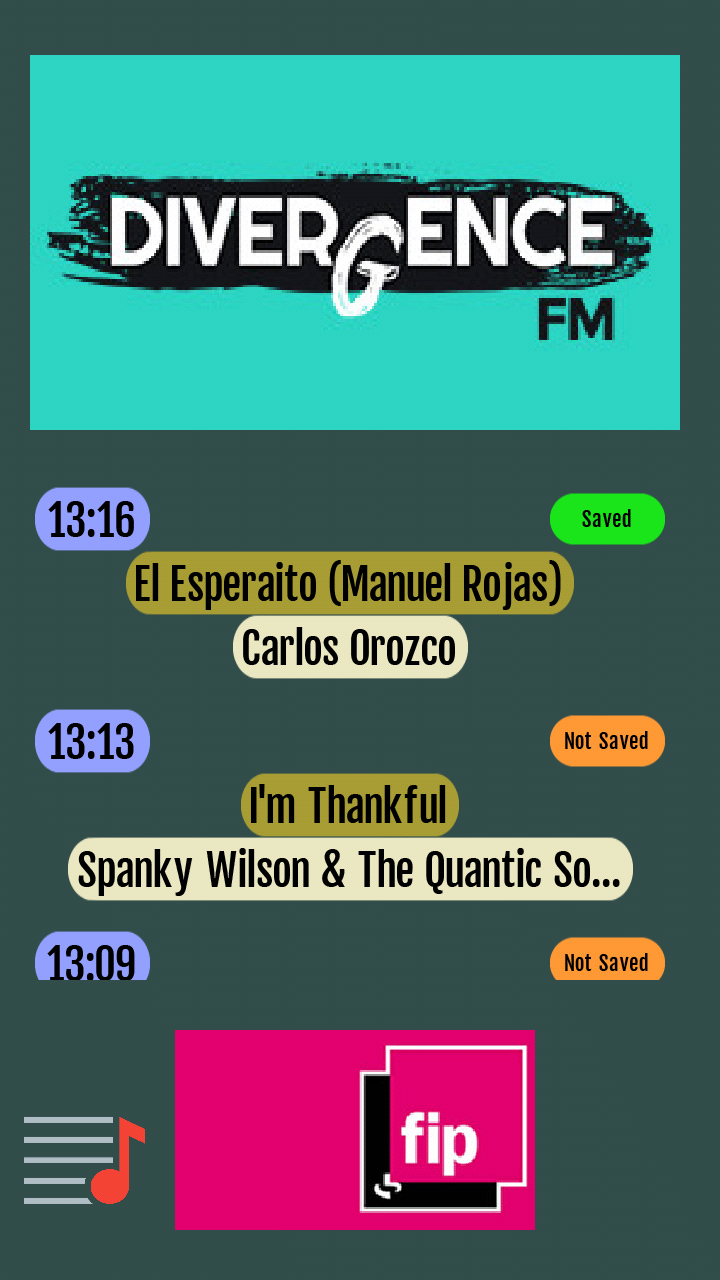 DIVERGENCE
FM
13:16
Saved
El Esperaito (Manuel Rojas)
Carlos Orozco
13:13
Not Saved
I'm Thankful
Spanky Wilson & The Quantic So...
13:09
Not Saved
fip